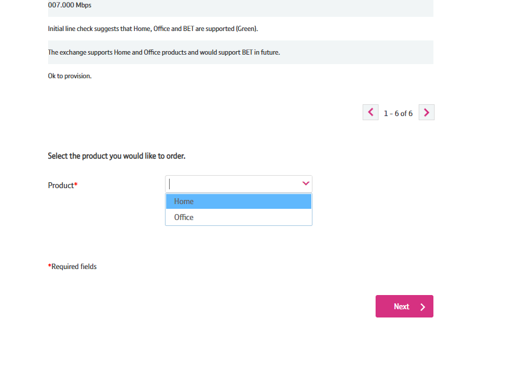 007.000 Mbps
Initial line check suggests that Home, Office and BET are supported (Green).
The exchange supports Home and Office products and would support BET in future.
Ok to provision.
1 - 6 of 6
Select the product you would like to order.
Product*
Home
Office
*Required fields
Next